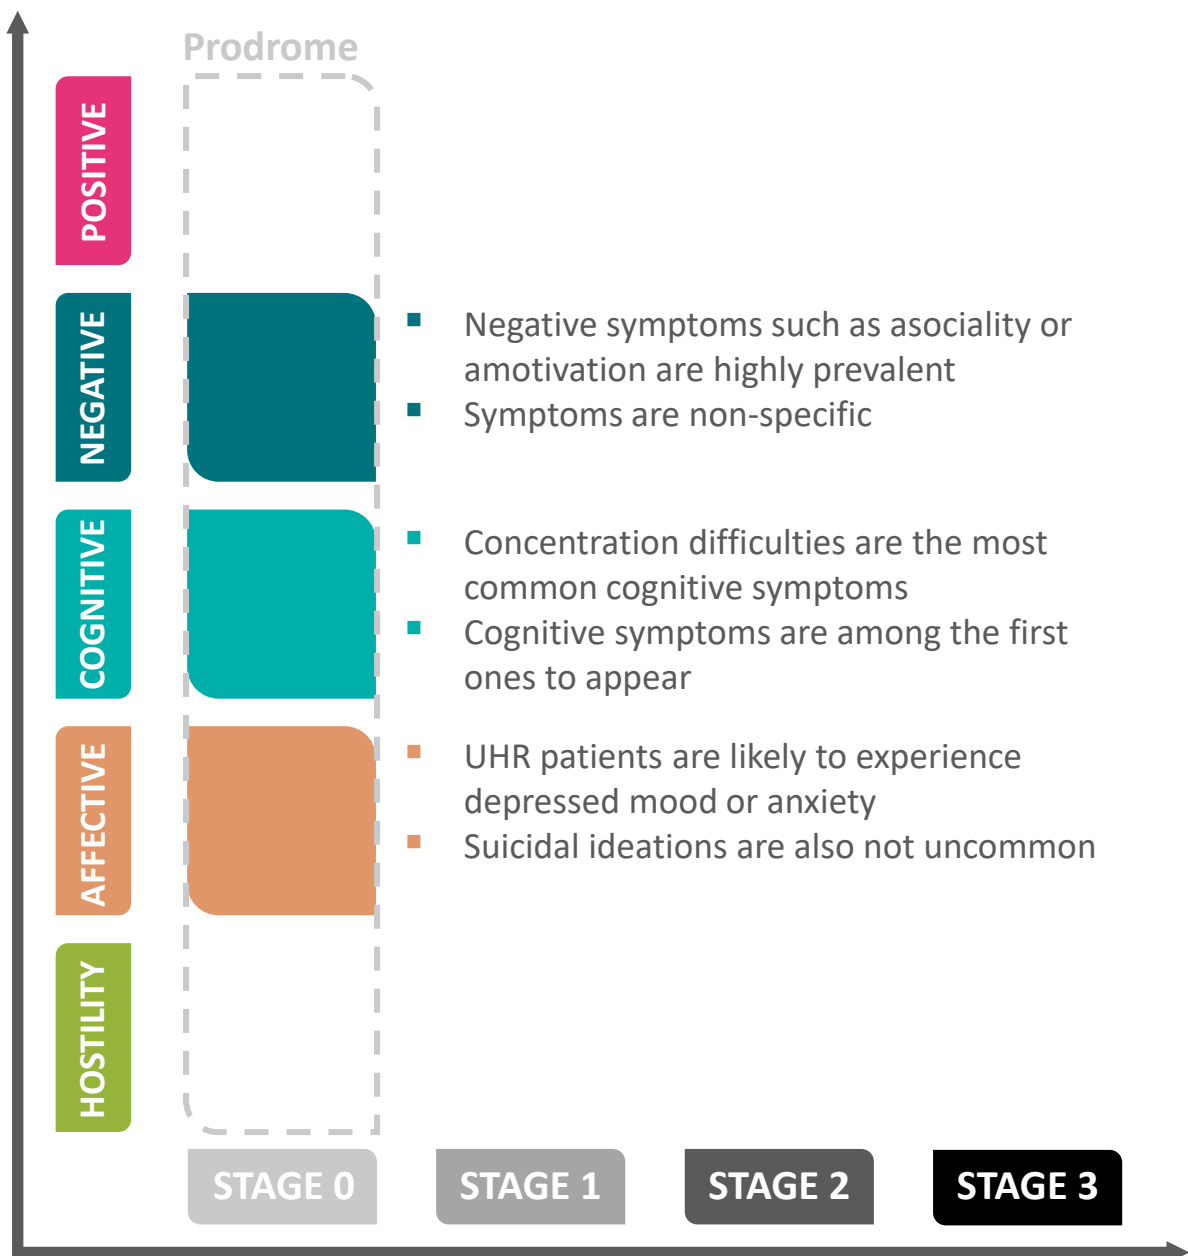 Prodrome
POSITIVE
NEGATIVE
Negative symptoms such as asociality or
amotivation are highly prevalent
Symptoms are non-specific
COGNITIVE
Concentration difficulties are the most
common cognitive symptoms
Cognitive symptoms are among the first
ones to appear
AFFECTIVE
UHR patients are likely to experience
depressed mood or anxiety
Suicidal ideations are also not uncommon
HOSTILITY
STAGE 0
STAGE 1
STAGE 2
STAGE 3